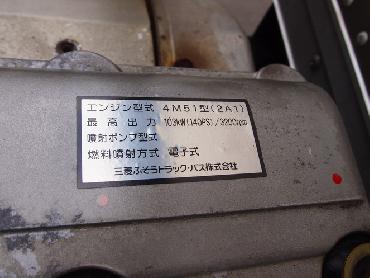 エンジン型式 4M51型(2AT)
最高出力 103kW(140PS)/3200rpm
噴射ポンプ型式
燃料噴射方式 電子式
三菱ふそうトラック・バス株式会社